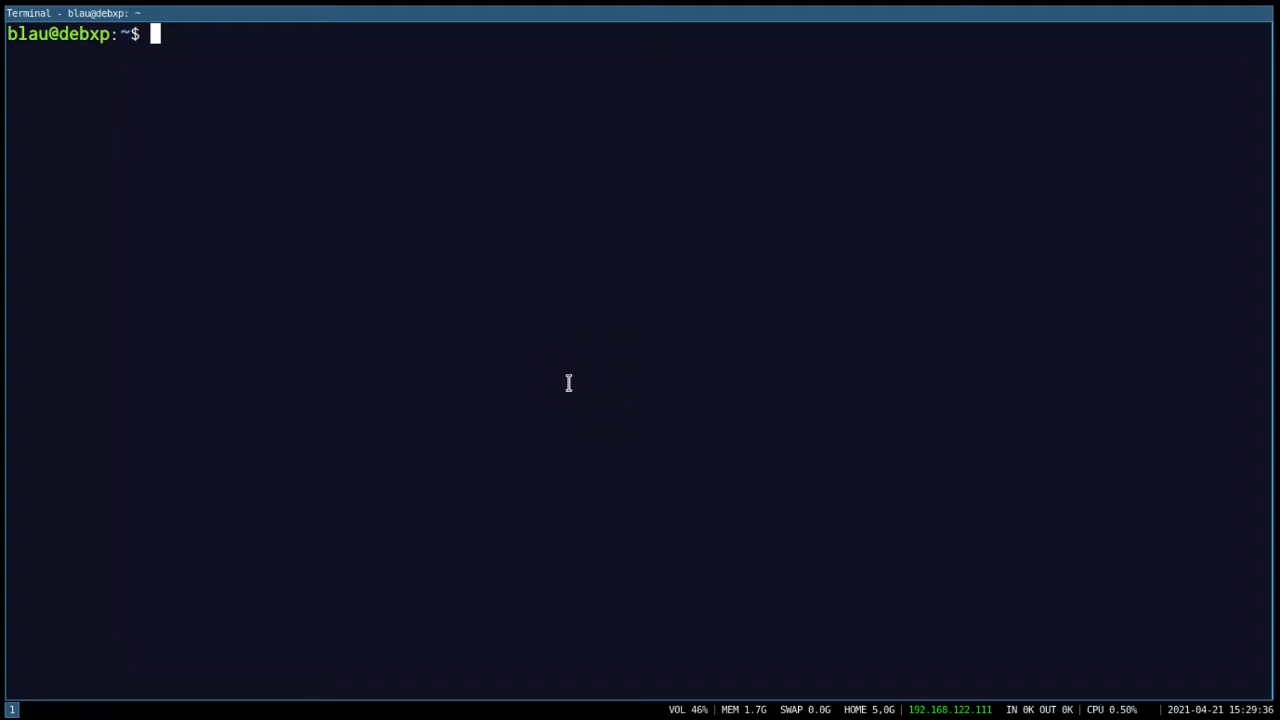 Terminal - blau@debxp: ~
blau@debxp:~$
1 VOL 46% | MEM 1.7G SWAP 0.0G HOME 5,0G | 192.168.122.111 IN 0K OUT 0K | CPU 0.50% | 2021-04-21 15:29:36